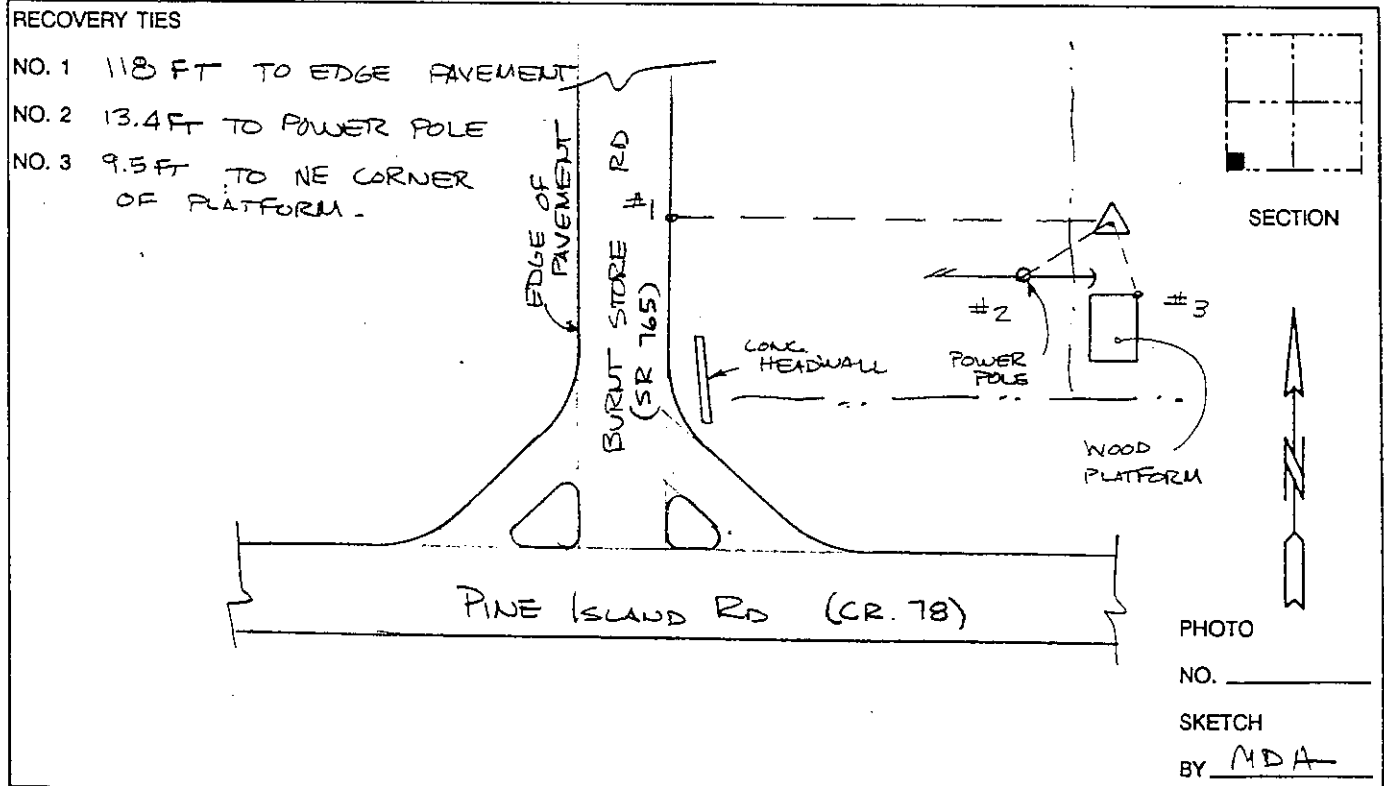 RECOVERY TIES
NO. 1 118 FT TO EDGE PAVEMENT
NO. 2 13.4 FT TO POWER POLE
NO. 3 9.5 FT TO NE CORNER
OF PLATFORM.
EDGE OF
PAVEMENT
BURNT STORE RD
(SR 765)
#1
#2
#3
CONC.
HEADWALL
POWER
POLE
WOOD
PLATFORM
SECTION
N
PINE ISLAND RD (CR. 78)
PHOTO
NO.
SKETCH
BY MDA